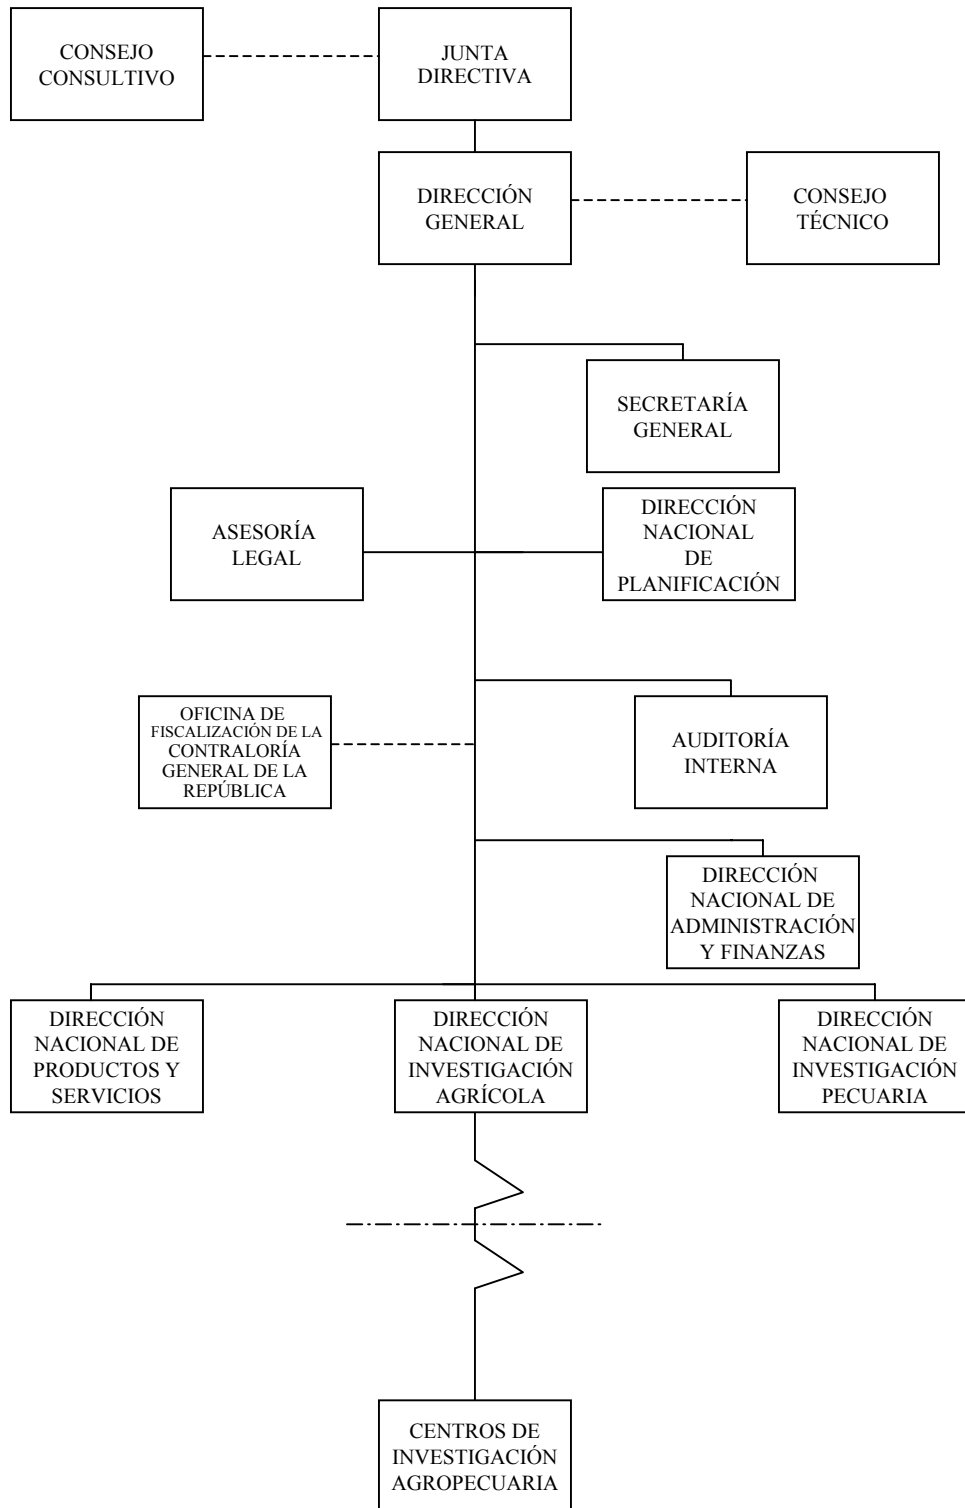 CONSEJO
CONSULTIVO
JUNTA
DIRECTIVA
DIRECCIÓN
GENERAL
CONSEJO
TÉCNICO
SECRETARÍA
GENERAL
ASESORÍA
LEGAL
DIRECCIÓN
NACIONAL
DE
PLANIFICACIÓN
OFICINA DE
FISCALIZACIÓN DE LA
CONTRALORÍA
GENERAL DE LA
REPÚBLICA
AUDITORÍA
INTERNA
DIRECCIÓN
NACIONAL DE
ADMINISTRACIÓN
Y FINANZAS
DIRECCIÓN
NACIONAL DE
PRODUCTOS Y
SERVICIOS
DIRECCIÓN
NACIONAL DE
INVESTIGACIÓN
AGRÍCOLA
DIRECCIÓN
NACIONAL DE
INVESTIGACIÓN
PECUARIA
CENTROS DE
INVESTIGACIÓN
AGROPECUARIA